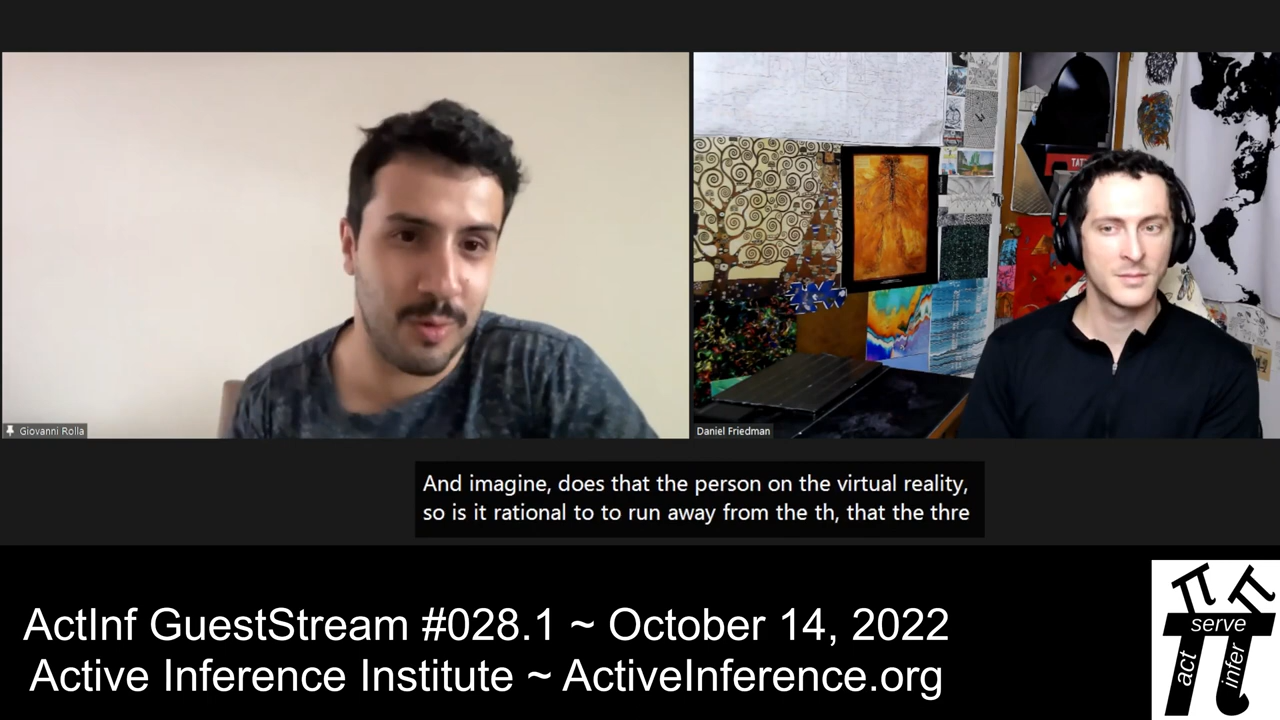 TAT
Giovanni Rolla
Daniel Friedman
And imagine, does that the person on the virtual reality,
so is it rational to to run away from the th, that the thre
ActInf GuestStream #028.1 ~ October 14, 2022
Active Inference Institute ~ ActiveInference.org
serve
act
infer